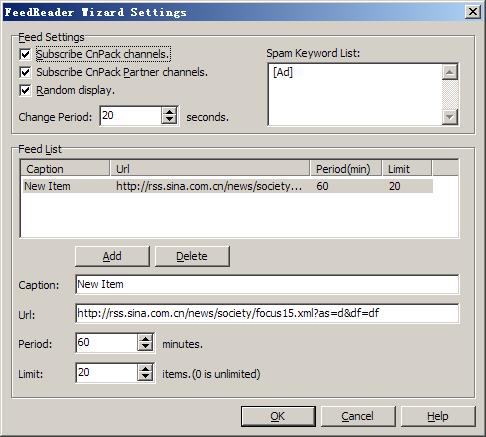 FeedReader Wizard Settings
Feed Settings
Subscribe CnPack channels.
Subscribe CnPack Partner channels.
Random display.
Change Period: 20 seconds.
Spam Keyword List:
[Ad]
Feed List
Caption Url Period(min) Limit
New Item http://rss.sina.com.cn/news/society... 60 20
Add Delete
Caption: New Item
Url: http://rss.sina.com.cn/news/society/focus15.xml?as=d&df=df
Period: 60 minutes.
Limit: 20 items.(0 is unlimited)
OK Cancel Help